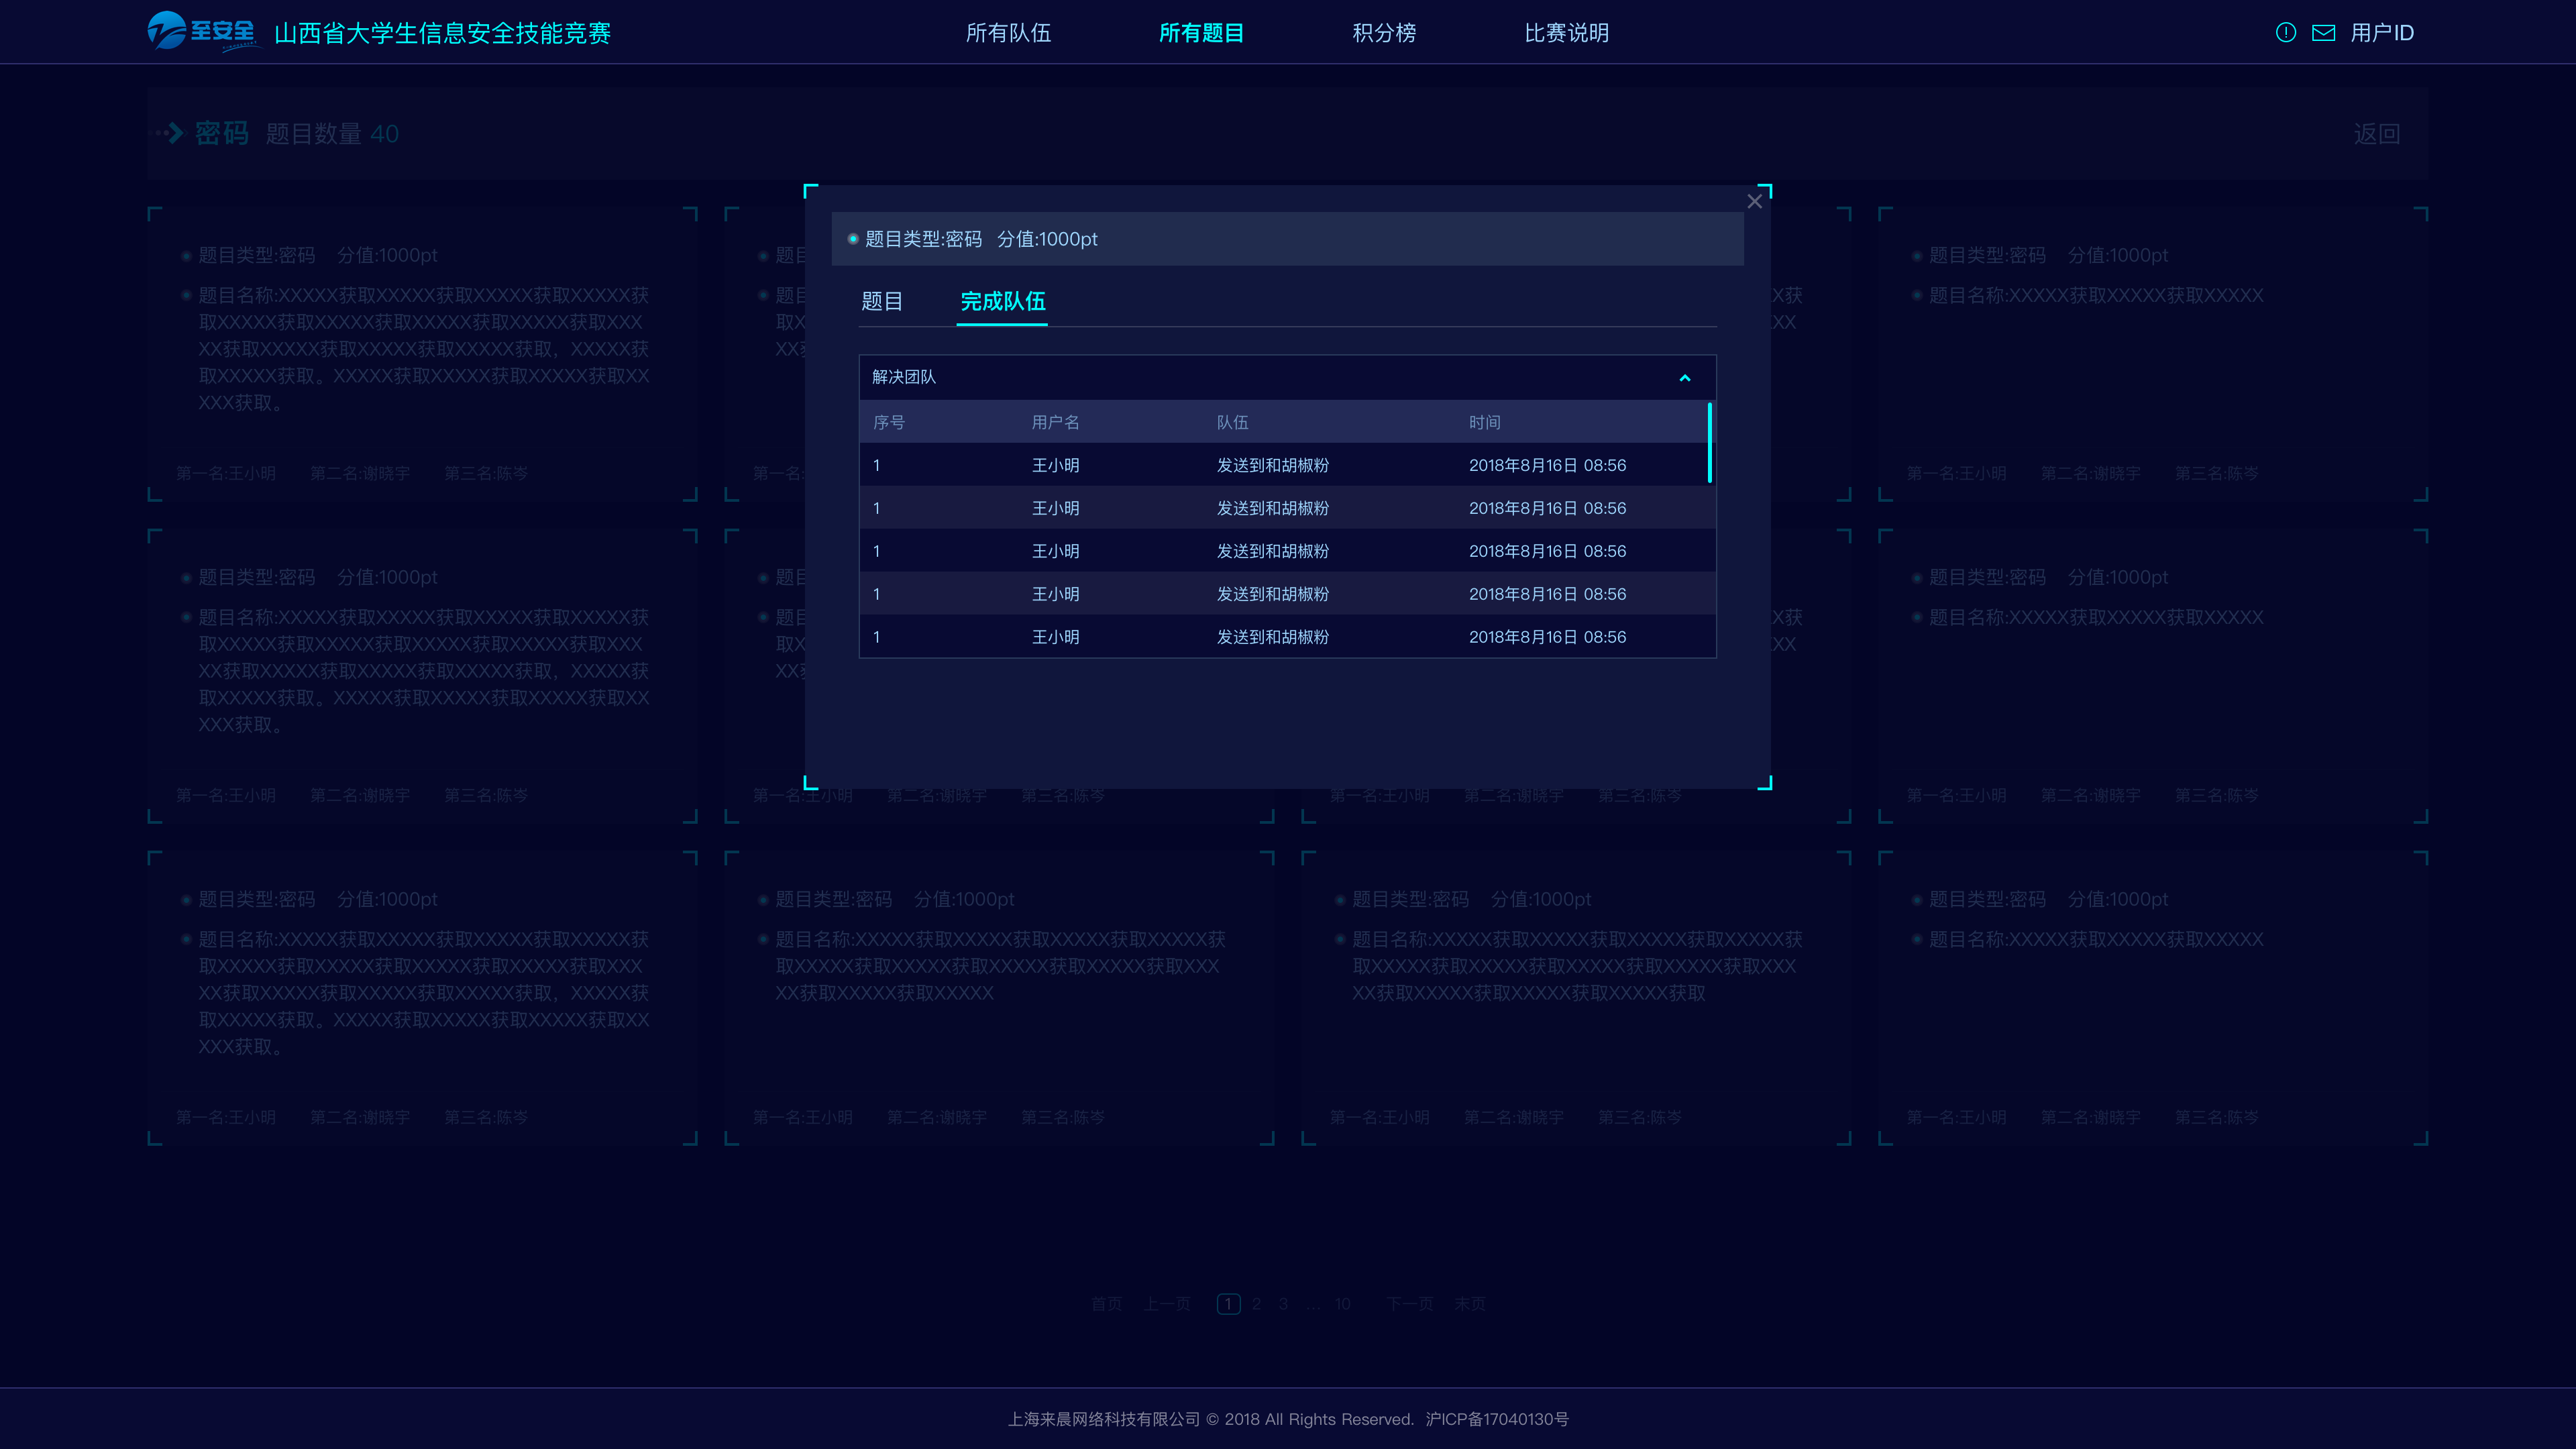 至安全 山西省大学生信息安全技能竞赛 所有队伍 所有题目 积分榜 比赛说明 用户ID
密码 题目数量 40 返回
题目类型:密码 分值:1000pt
题目名称:XXXXX获取XXXXX获取XXXXX获取XXXXX获
取XXXXX获取XXXXX获取XXXXX获取XXXXX获取XXX
XX获取XXXXX获取XXXXX获取XXXXX获取，XXXXX获
取XXXXX获取。XXXXX获取XXXXX获取XXXXX获取XX
XXX获取。
第一名:王小明 第二名:谢晓宇 第三名:陈岑
题目类型:密码 分值:1000pt
题目名称:XXXXX获取XXXXX获取XXXXX
第一名:王小明 第二名:谢晓宇 第三名:陈岑
题目类型:密码 分值:1000pt
题目 完成队伍
解决团队
序号 用户名 队伍 时间
1 王小明 发送到和胡椒粉 2018年8月16日 08:56
1 王小明 发送到和胡椒粉 2018年8月16日 08:56
1 王小明 发送到和胡椒粉 2018年8月16日 08:56
1 王小明 发送到和胡椒粉 2018年8月16日 08:56
1 王小明 发送到和胡椒粉 2018年8月16日 08:56
题目类型:密码 分值:1000pt
题目名称:XXXXX获取XXXXX获取XXXXX获取XXXXX获
取XXXXX获取XXXXX获取XXXXX获取XXXXX获取XXX
XX获取XXXXX获取XXXXX获取XXXXX获取，XXXXX获
取XXXXX获取。XXXXX获取XXXXX获取XXXXX获取XX
XXX获取。
第一名:王小明 第二名:谢晓宇 第三名:陈岑
第一名:王小明 第二名:谢晓宇 第三名:陈岑
第一名:王小明 第二名:谢晓宇 第三名:陈岑
题目类型:密码 分值:1000pt
题目名称:XXXXX获取XXXXX获取XXXXX
第一名:王小明 第二名:谢晓宇 第三名:陈岑
题目类型:密码 分值:1000pt
题目名称:XXXXX获取XXXXX获取XXXXX获取XXXXX获
取XXXXX获取XXXXX获取XXXXX获取XXXXX获取XXX
XX获取XXXXX获取XXXXX获取XXXXX获取，XXXXX获
取XXXXX获取。XXXXX获取XXXXX获取XXXXX获取XX
XXX获取。
第一名:王小明 第二名:谢晓宇 第三名:陈岑
题目类型:密码 分值:1000pt
题目名称:XXXXX获取XXXXX获取XXXXX获取XXXXX获
取XXXXX获取XXXXX获取XXXXX获取XXXXX获取XXX
XX获取XXXXX获取XXXXX
第一名:王小明 第二名:谢晓宇 第三名:陈岑
题目类型:密码 分值:1000pt
题目名称:XXXXX获取XXXXX获取XXXXX获取XXXXX获
取XXXXX获取XXXXX获取XXXXX获取XXXXX获取XXX
XX获取XXXXX获取XXXXX获取XXXXX获取
第一名:王小明 第二名:谢晓宇 第三名:陈岑
题目类型:密码 分值:1000pt
题目名称:XXXXX获取XXXXX获取XXXXX
第一名:王小明 第二名:谢晓宇 第三名:陈岑
首页 上一页 1 2 3 ... 10 下一页 末页
上海来晨网络科技有限公司 © 2018 All Rights Reserved. 沪ICP备17040130号